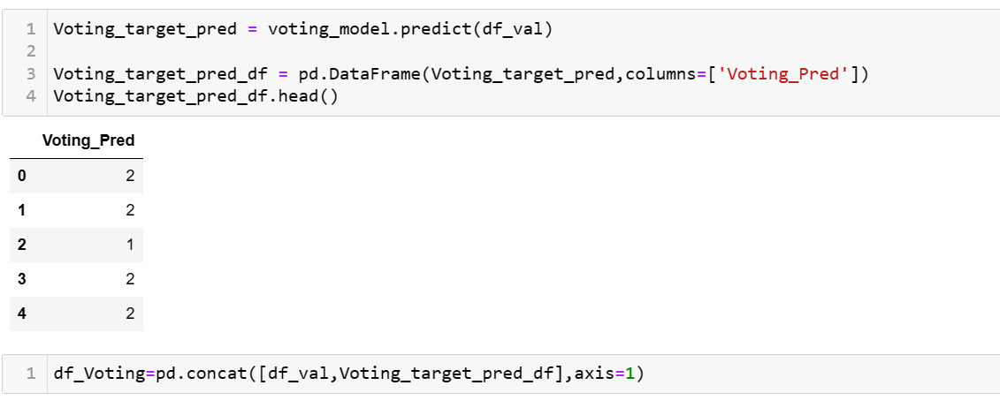 1 Voting_target_pred = voting_model.predict(df_val)
2
3 Voting_target_pred_df = pd.DataFrame(Voting_target_pred,columns=['Voting_Pred'])
4 Voting_target_pred_df.head()
Voting_Pred
0 2
1 2
2 1
3 2
4 2
1 df_Voting=pd.concat([df_val,Voting_target_pred_df],axis=1)